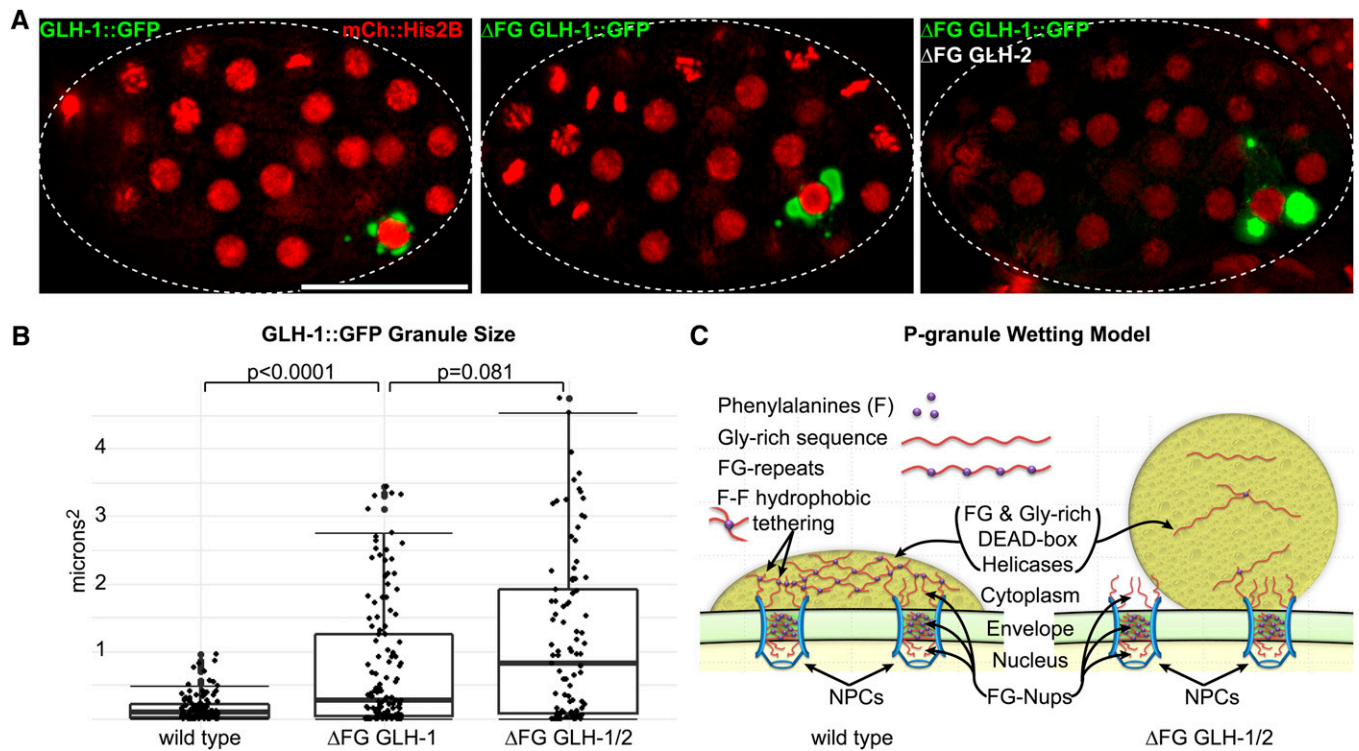 A
GLH-1::GFP
mCh::His2B
ΔFG GLH-1::GFP
ΔFG GLH-1::GFP
ΔFG GLH-2
B
GLH-1::GFP Granule Size
p<0.0001
p=0.081
microns²
4
3
2
1
wild type
ΔFG GLH-1
ΔFG GLH-1/2
C
P-granule Wetting Model
Phenylalanines (F)
Gly-rich sequence
FG-repeats
F-F hydrophobic
tethering
FG & Gly-rich
DEAD-box
Helicases
Cytoplasm
Envelope
Nucleus
NPCs
FG-Nups
NPCs
wild type
ΔFG GLH-1/2